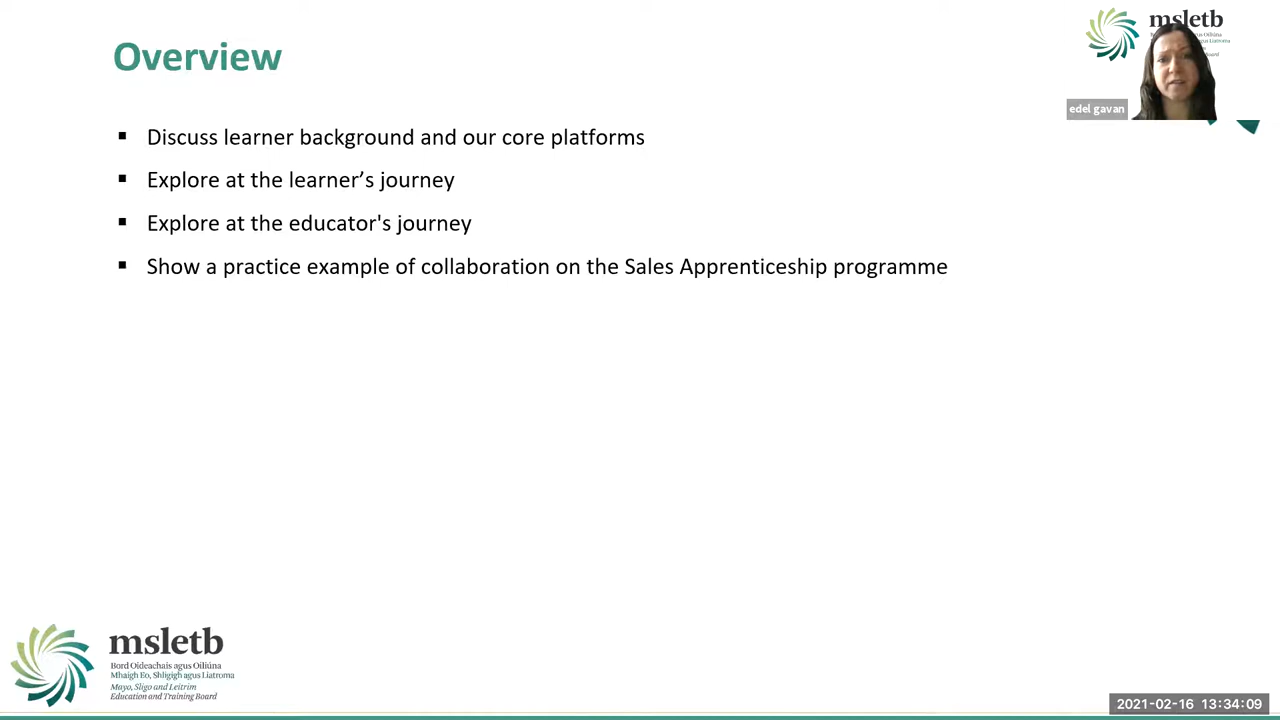 Overview
msletb
edel gavan
Discuss learner background and our core platforms
Explore at the learner’s journey
Explore at the educator's journey
Show a practice example of collaboration on the Sales Apprenticeship programme
msletb
Bord Oideachais agus Oiliúna
Mhaigh Eo, Shligigh agus Liatroma
Mayo, Sligo and Leitrim
Education and Training Board
2021-02-16 13:34:09